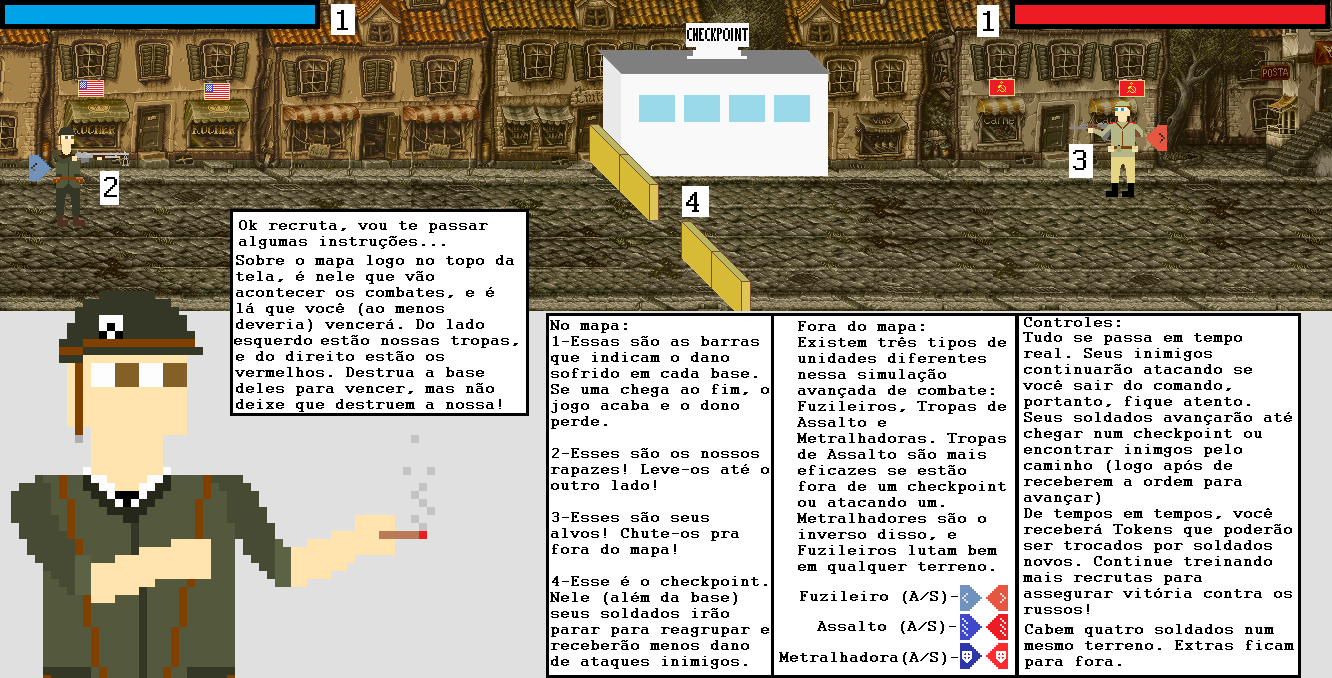 1
1
CHECKPOINT
ROCHER
ROCHER
Carne
VINO
POSTA
2
3
4
Ok recruta, vou te passar
algumas instruções...
Sobre o mapa logo no topo da
tela, é nele que vão
acontecer os combates, e é
lá que você (ao menos
deveria) vencerá. Do lado
esquerdo estão nossas tropas,
e do direito estão os
vermelhos. Destrua a base
deles para vencer, mas não
deixe que destruem a nossa!
No mapa:
1-Essas são as barras
que indicam o dano
sofrido em cada base.
Se uma chega ao fim, o
jogo acaba e o dono
perde.
2-Esses são os nossos
rapazes! Leve-os até o
outro lado!
3-Esses são seus
alvos! Chute-os pra
fora do mapa!
4-Esse é o checkpoint.
Nele (além da base)
seus soldados irão
parar para reagrupar e
receberão menos dano
de ataques inimigos.
Fora do mapa:
Existem três tipos de
unidades diferentes
nessa simulação
avançada de combate:
Fuzileiros, Tropas de
Assalto e
Metralhadoras. Tropas
de Assalto são mais
eficazes se estão
fora de um checkpoint
ou atacando um.
Metralhadores são o
inverso disso, e
Fuzileiros lutam bem
em qualquer terreno.
Fuzileiro (A/S)-
Assalto (A/S)-
Metralhadora(A/S)-
Controles:
Tudo se passa em tempo
real. Seus inimigos
continuarão atacando se
você sair do comando,
portanto, fique atento.
Seus soldados avançarão até
chegar num checkpoint ou
encontrar inimgos pelo
caminho (logo após de
receberem a ordem para
avançar)
De tempos em tempos, você
receberá Tokens que poderão
ser trocados por soldados
novos. Continue treinando
mais recrutas para
assegurar vitória contra os
russos!
Cabem quatro soldados num
mesmo terreno. Extras ficam
para fora.